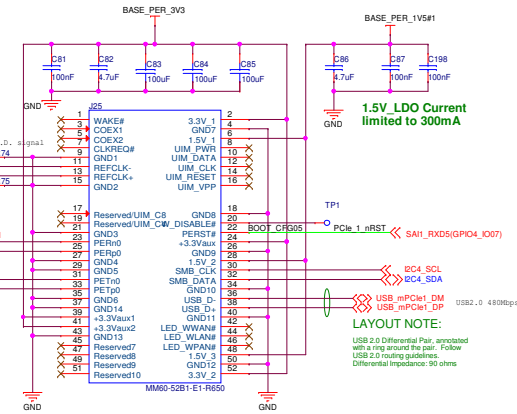 BASE_PER_3V3
BASE_PER_1V5#1
C81
100nF
C82
4.7uF
C83
100uF
C84
100uF
C85
100uF
C86
4.7uF
C87
100nF
C198
100nF
GND
GND
1.5V_LDO Current
limited to 300mA
J25
1 WAKE# 3.3V_1 2
3 COEX1 GND7 4
5 COEX2 1.5V_1 6
7 CLKREQ# UIM_PWR 8
9 GND1 UIM_DATA 10
11 REFCLK- UIM_CLK 12
13 REFCLK+ UIM_RESET 14
15 GND2 UIM_VPP 16
.D. signal
74
75
17 Reserved/UIM_C8 GND8 18
19 Reserved/UIM_C4 W_DISABLE# 20
21 GND3 PERST# 22
23 PERn0 +3.3Vaux 24
25 PERp0 GND9 26
27 GND4 1.5V_2 28
29 GND5 SMB_CLK 30
31 PETn0 SMB_DATA 32
33 PETp0 GND10 34
35 GND6 USB_D- 36
37 GND14 USB_D+ 38
39 +3.3Vaux1 GND11 40
41 +3.3Vaux2 LED_WWAN# 42
43 GND13 LED_WLAN# 44
45 Reserved7 LED_WPAN# 46
47 Reserved8 1.5V_3 48
49 Reserved9 GND12 50
51 Reserved10 3.3V_2 52
MM60-52B1-E1-R650
TP1
BOOT_CFG05 PCIe_1_nRST SAI1_RXD5(GPIO4_IO07)
I2C4_SCL
I2C4_SDA
USB_mPCIe1_DM
USB_mPCIe1_DP
USB2.0 480Mbps
LAYOUT NOTE:
USB 2.0 Differential Pair, annotated
with a ring around the pair. Follow
USB 2.0 routing guidelines.
Differential Impedance: 90 ohms
GND
GND